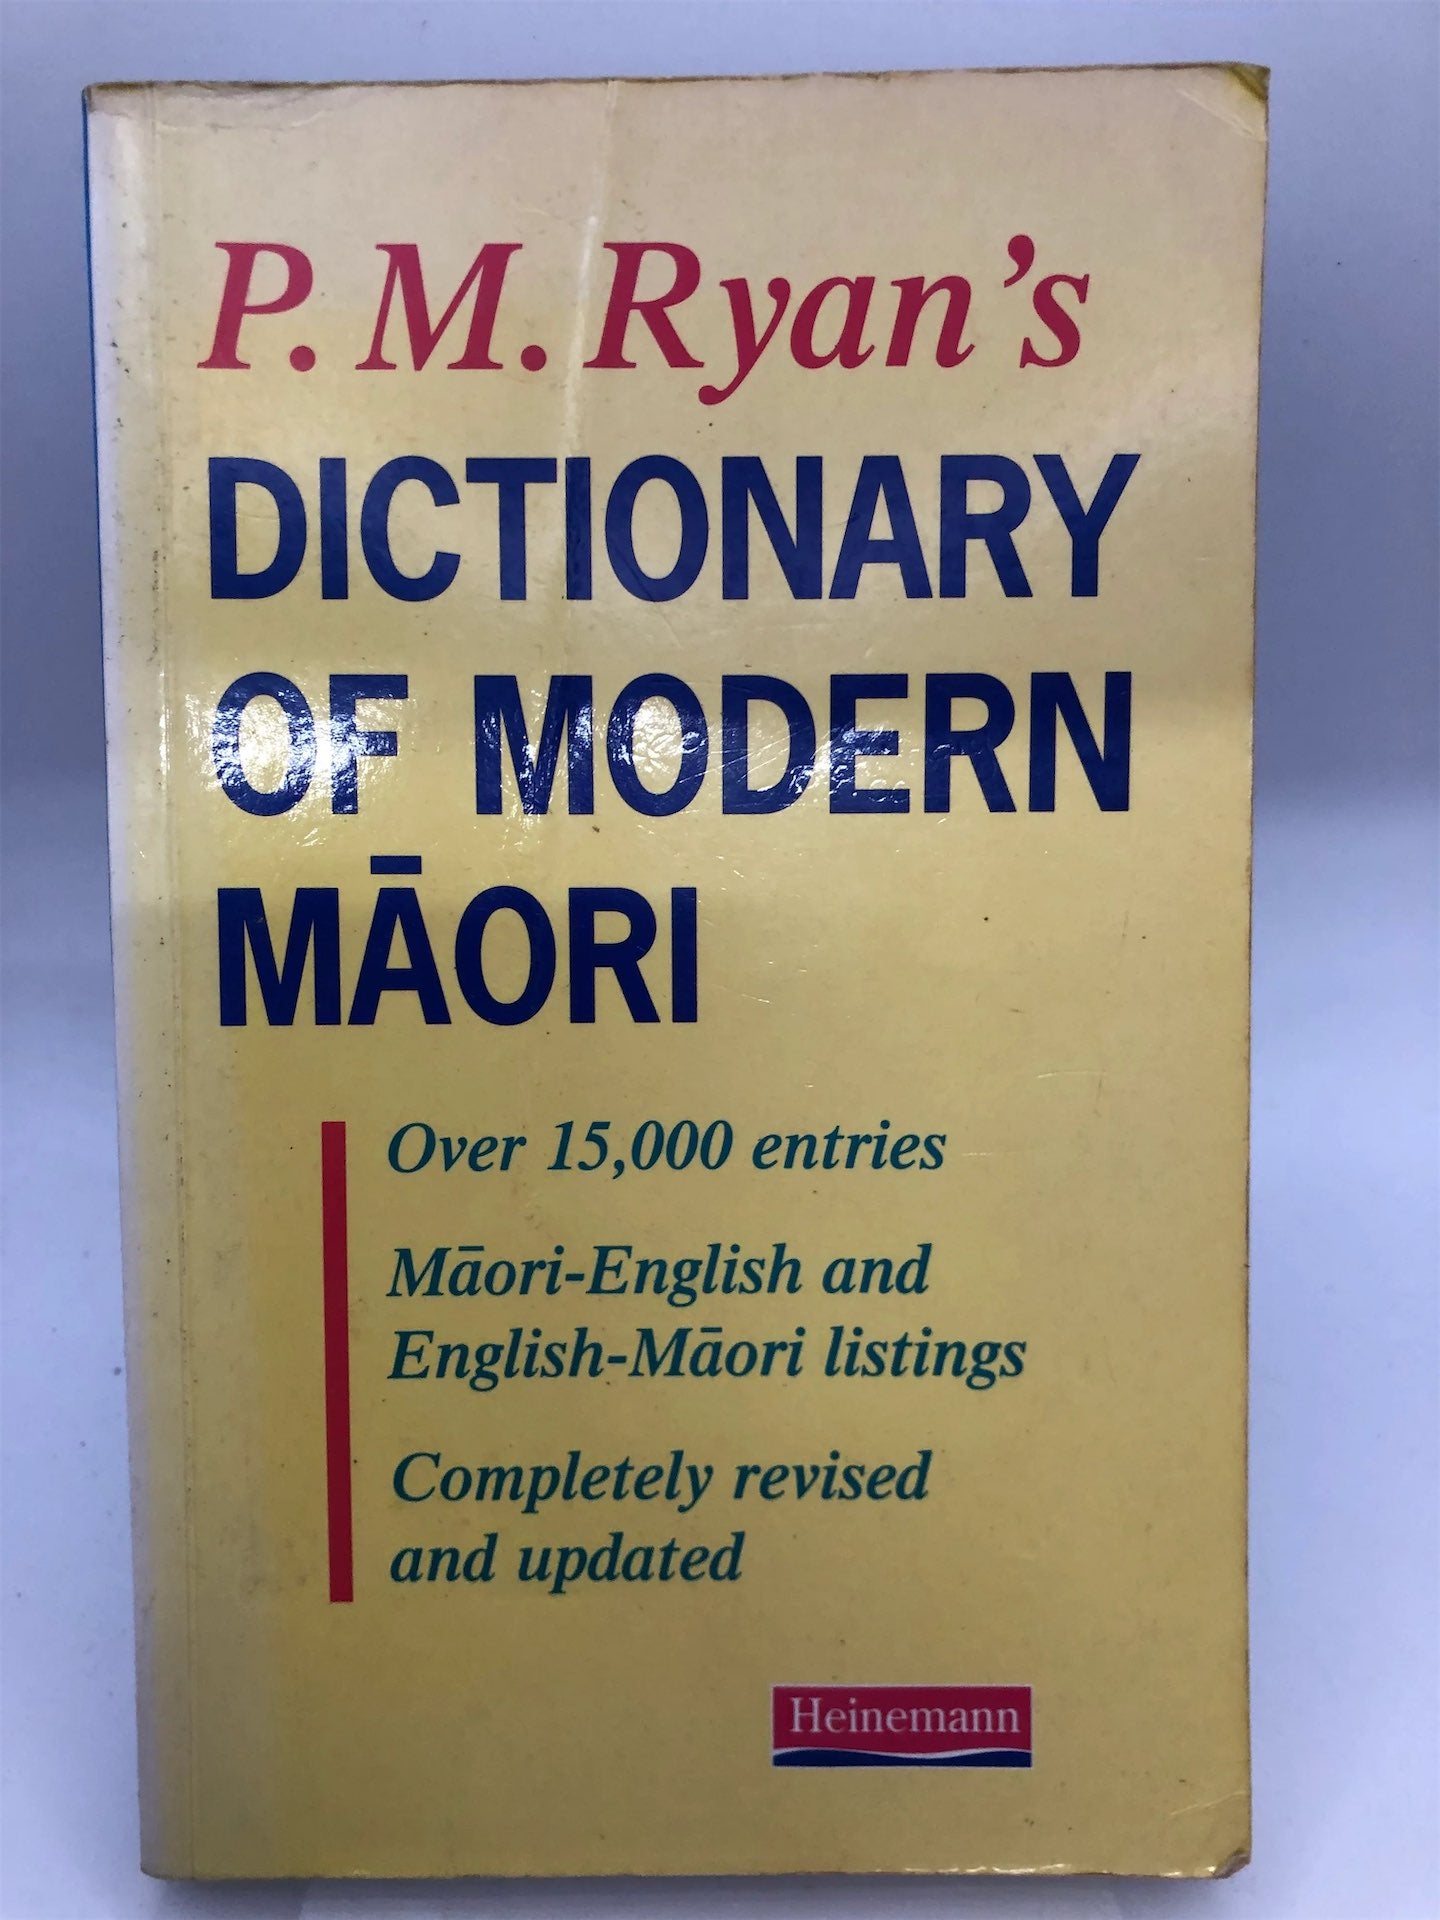 P. M. Ryan's
DICTIONARY
OF MODERN
MĀORI
Over 15,000 entries
Māori-English and
English-Māori listings
Completely revised
and updated
Heinemann